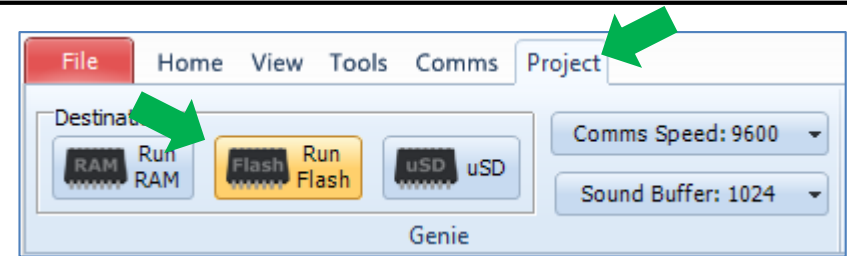 File Home View Tools Comms Project
RAM Run RAM
Flash Run Flash
uSD uSD
Comms Speed: 9600
Sound Buffer: 1024
Genie